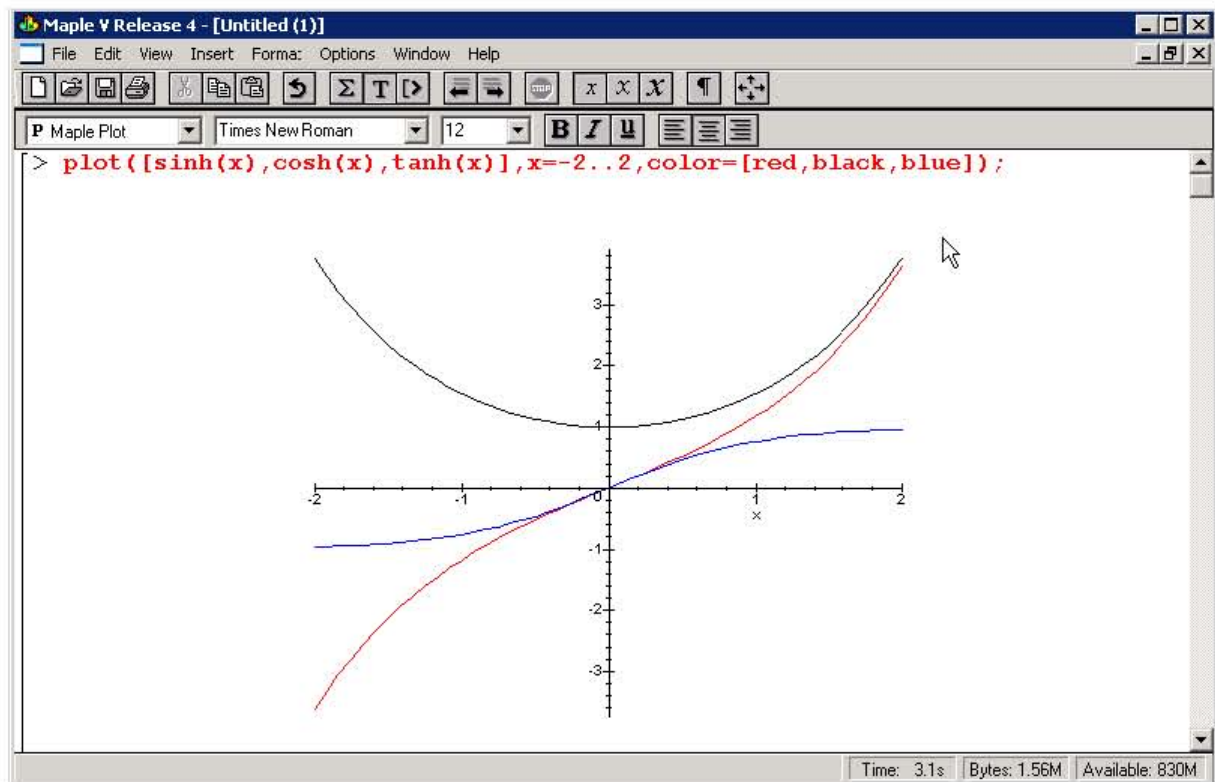 Maple V Release 4 - [Untitled (1)]
File Edit View Insert Format Options Window Help
STOP x x x ¶
P Maple Plot Times New Roman 12 B I u
[> plot([sinh(x),cosh(x),tanh(x)],x=-2..2,color=[red,black,blue]);
3
2
1
-2 -1 0 1 2
x
-1
-2
-3
Time: 3.1s Bytes: 1.56M Available: 830M